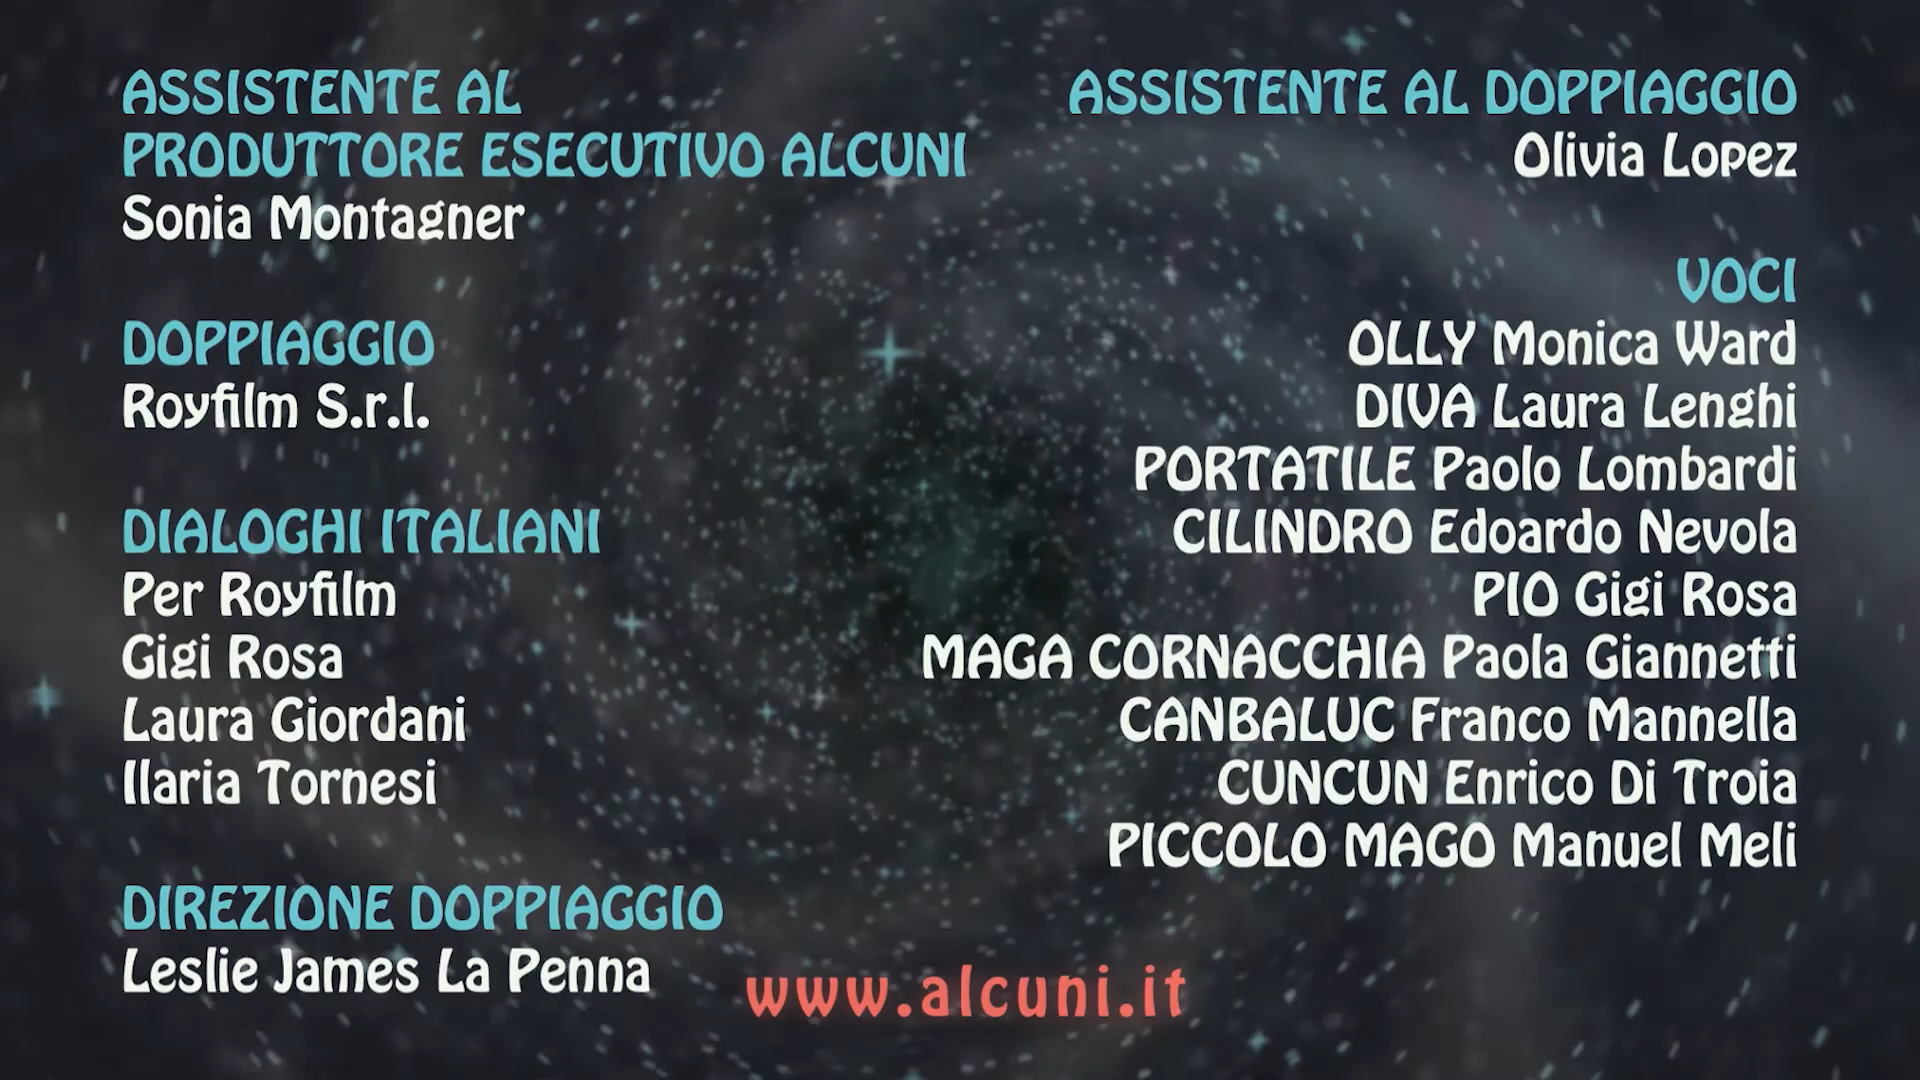 ASSISTENTE AL
PRODUTTORE ESECUTIVO ALCUNI
Sonia Montagner
DOPPIAGGIO
Royfilm S.r.l.
DIALOGHI ITALIANI
Per Royfilm
Gigi Rosa
Laura Giordani
Ilaria Tornesi
DIREZIONE DOPPIAGGIO
Leslie James La Penna
ASSISTENTE AL DOPPIAGGIO
Olivia Lopez
VOCI
OLLY Monica Ward
DIVA Laura Lenghi
PORTATILE Paolo Lombardi
CILINDRO Edoardo Nevola
PIO Gigi Rosa
MAGA CORNACCHIA Paola Giannetti
CANBALUC Franco Mannella
CUNCUN Enrico Di Troia
PICCOLO MAGO Manuel Meli
www.alcuni.it